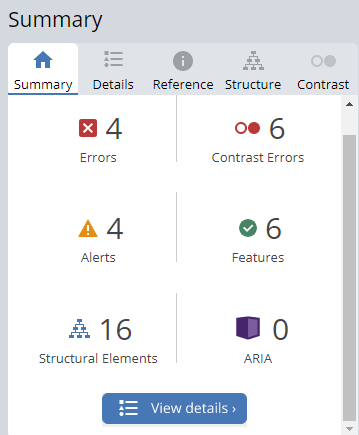 Summary
Summary Details Reference Structure Contrast
4 6
Errors Contrast Errors
4 6
Alerts Features
16 0
Structural Elements ARIA
View details ›